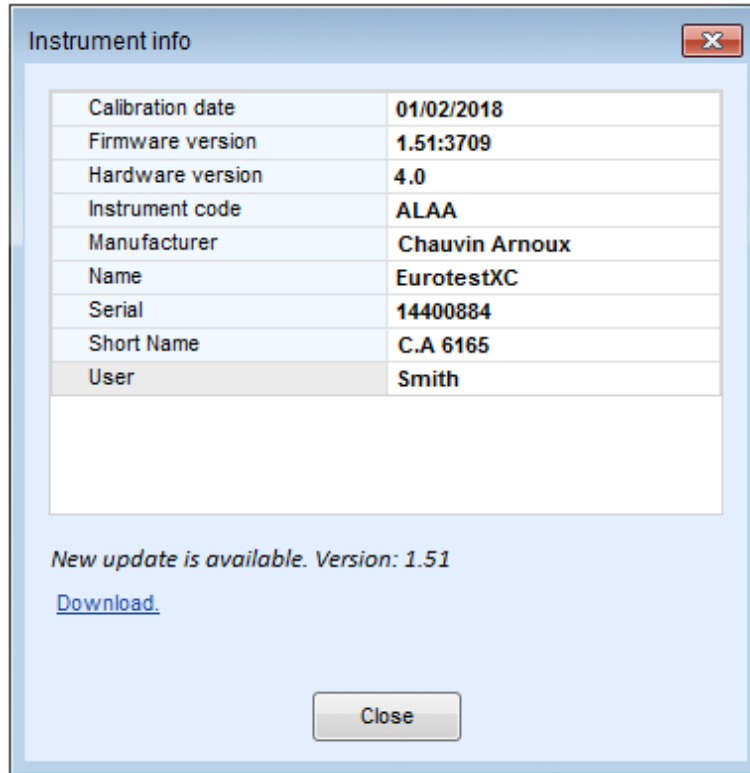 Instrument info
Calibration date 01/02/2018
Firmware version 1.51:3709
Hardware version 4.0
Instrument code ALAA
Manufacturer Chauvin Arnoux
Name EurotestXC
Serial 14400884
Short Name C.A 6165
User Smith
New update is available. Version: 1.51
Download.
Close